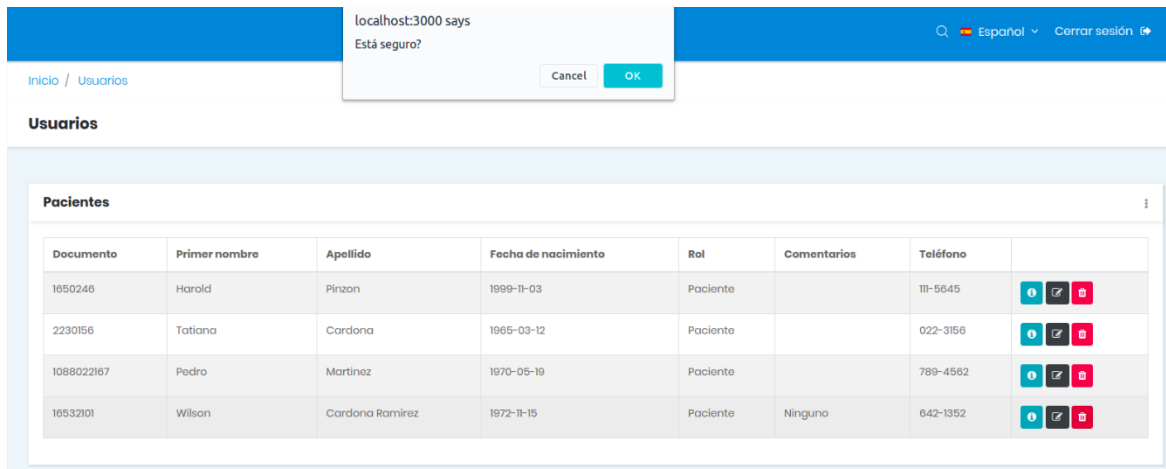 localhost:3000 says
Está seguro?
Cancel OK
Español Cerrar sesión
Inicio / Usuarios
Usuarios
Pacientes
Documento Primer nombre Apellido Fecha de nacimiento Rol Comentarios Teléfono
1650246 Harold Pinzon 1999-11-03 Paciente 111-5645
2230156 Tatiana Cardona 1965-03-12 Paciente 022-3156
1088022167 Pedro Martinez 1970-05-19 Paciente 789-4562
16532101 Wilson Cardona Ramirez 1972-11-15 Paciente Ninguno 642-1352